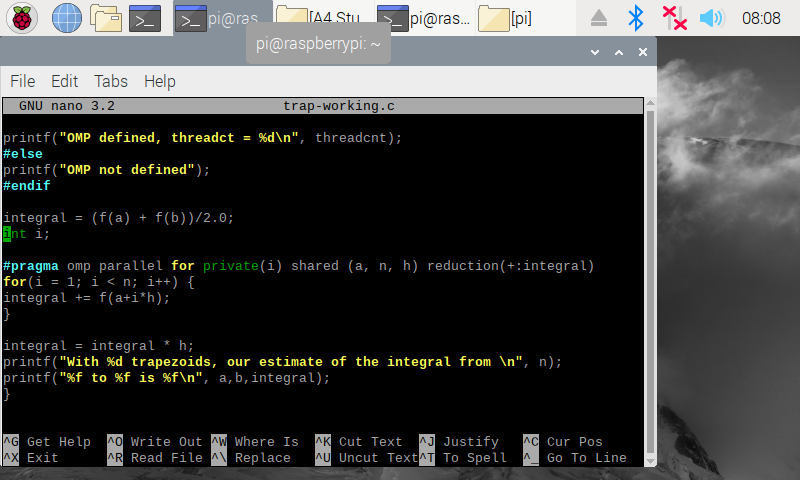 pi@ras...
[A4 Stu
pi@ras...
[pi]
08:08
pi@raspberrypi: ~
File Edit Tabs Help
GNU nano 3.2 trap-working.c
printf("OMP defined, threadct = %d\n", threadcnt);
#else
printf("OMP not defined");
#endif
integral = (f(a) + f(b))/2.0;
int i;
#pragma omp parallel for private(i) shared (a, n, h) reduction(+:integral)
for(i = 1; i < n; i++) {
integral += f(a+i*h);
}
integral = integral * h;
printf("With %d trapezoids, our estimate of the integral from \n", n);
printf("%f to %f is %f\n", a,b,integral);
}
^G Get Help ^O Write Out ^W Where Is ^K Cut Text ^J Justify ^C Cur Pos
^X Exit ^R Read File ^\ Replace ^U Uncut Text ^T To Spell ^_ Go To Line